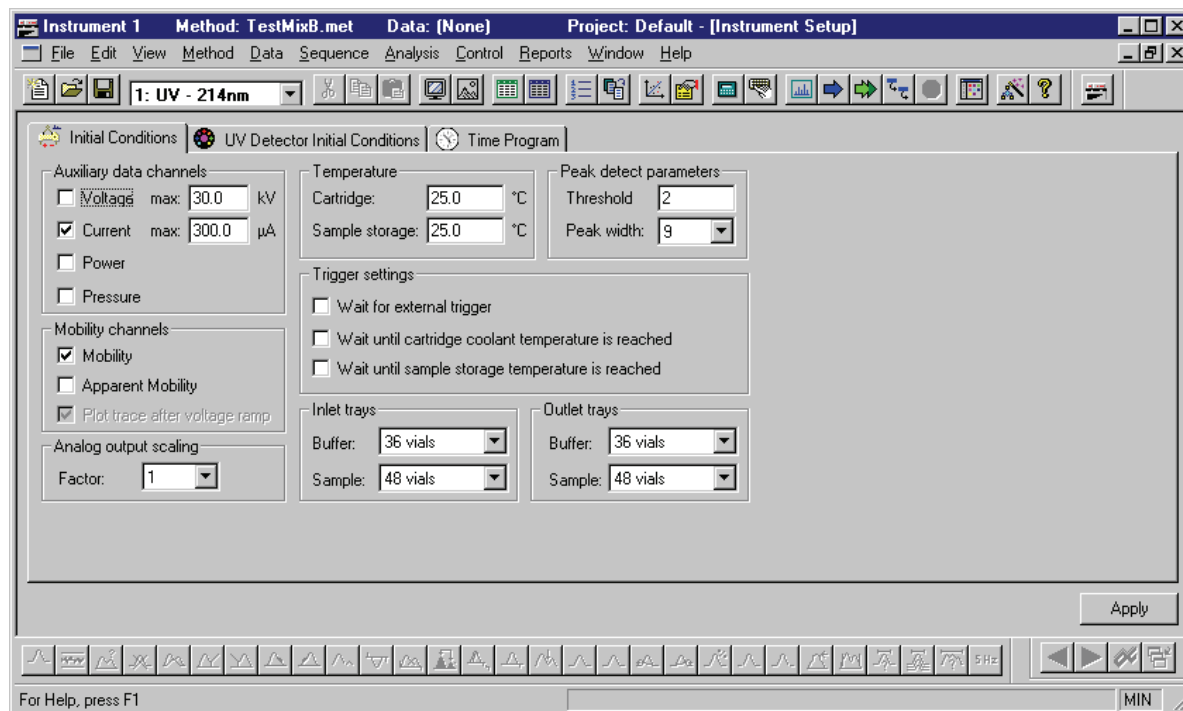 Instrument 1 Method: TestMixB.met Data: (None) Project: Default - [Instrument Setup]
File Edit View Method Data Sequence Analysis Control Reports Window Help
1: UV - 214nm
Initial Conditions UV Detector Initial Conditions Time Program
Auxiliary data channels
Voltage max: 30.0 kV
Current max: 300.0 µA
Power
Pressure
Mobility channels
Mobility
Apparent Mobility
Plot trace after voltage ramp
Analog output scaling
Factor: 1
Temperature
Cartridge: 25.0 °C
Sample storage: 25.0 °C
Peak detect parameters
Threshold 2
Peak width: 9
Trigger settings
Wait for external trigger
Wait until cartridge coolant temperature is reached
Wait until sample storage temperature is reached
Inlet trays
Buffer: 36 vials
Sample: 48 vials
Outlet trays
Buffer: 36 vials
Sample: 48 vials
Apply
5Hz
For Help, press F1
MIN